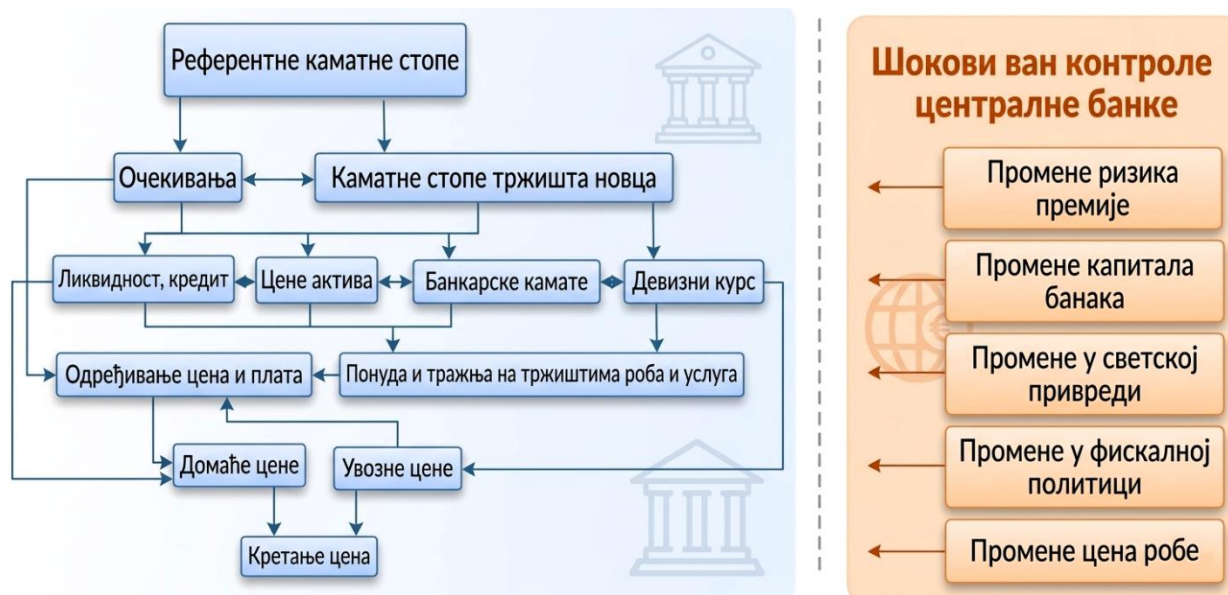 Референтне каматне стопе
Очекивања
Каматне стопе тржишта новца
Ликвидност, кредит
Цене актива
Банкарске камате
Девизни курс
Одређивање цена и плата
Понуда и тражња на тржиштима роба и услуга
Домаће цене
Увозне цене
Кретање цена
Шокови ван контроле
централне банке
Промене ризика
премије
Промене капитала
банака
Промене у светској
привреди
Промене у фискалној
политици
Промене цена робе